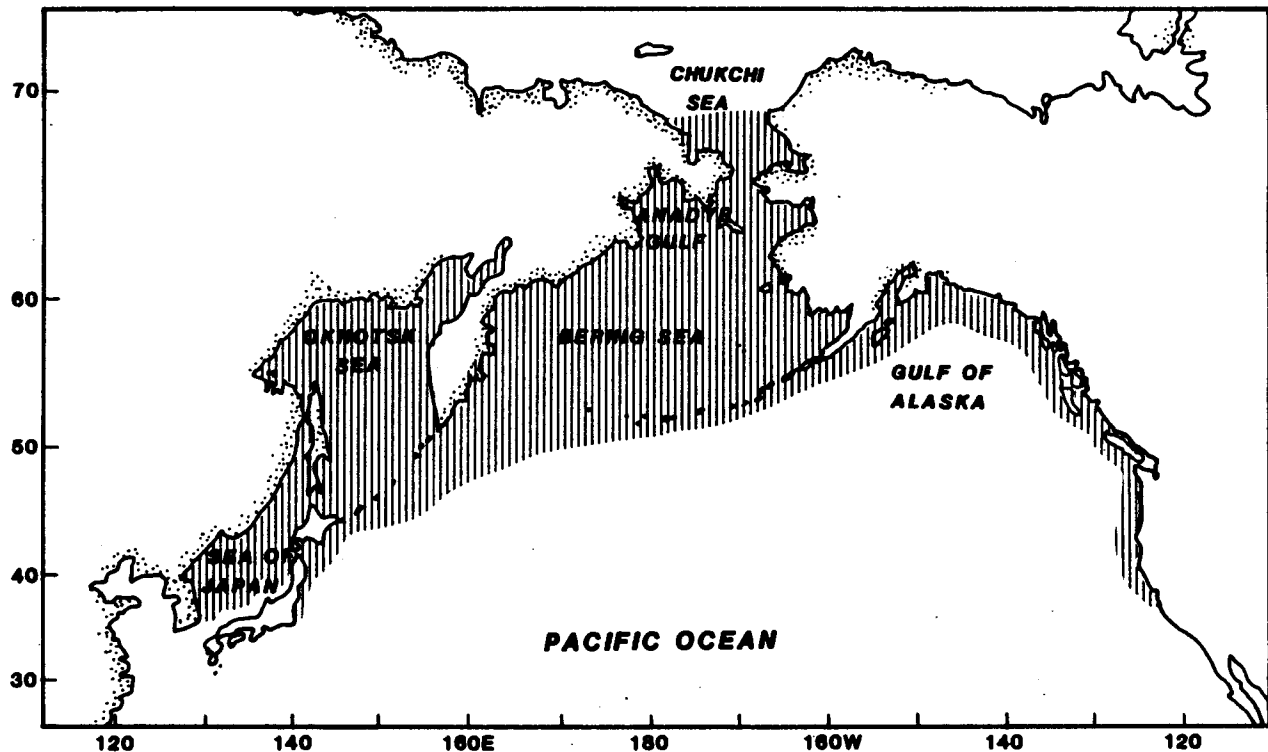 70
60
50
40
30
CHUKCHI
SEA
ANADYR
GULF
OKHOTSK
SEA
BERING SEA
GULF OF
ALASKA
SEA OF
JAPAN
PACIFIC OCEAN
120
140
160E
180
160W
140
120